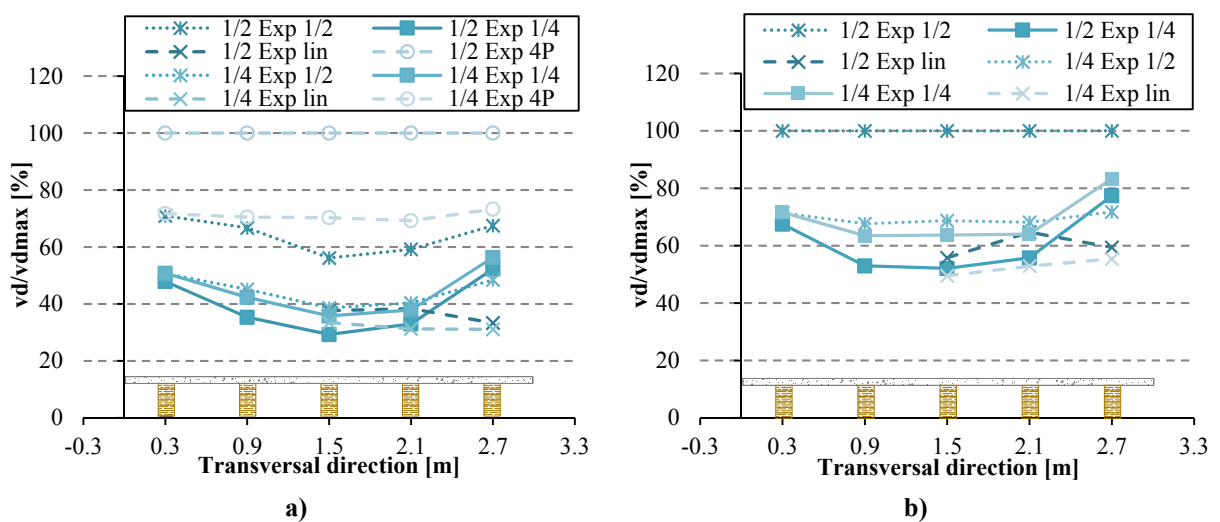 1/2 Exp 1/2
1/2 Exp 1/4
1/2 Exp lin
1/2 Exp 4P
1/4 Exp 1/2
1/4 Exp 1/4
1/4 Exp lin
1/4 Exp 4P
120
100
80
60
40
20
0
vd/vdmax [%]
-0.3
0.3
0.9
1.5
2.1
2.7
3.3
Transversal direction [m]
a)
1/2 Exp 1/2
1/2 Exp 1/4
1/2 Exp lin
1/4 Exp 1/2
1/4 Exp 1/4
1/4 Exp lin
120
100
80
60
40
20
0
vd/vdmax [%]
-0.3
0.3
0.9
1.5
2.1
2.7
3.3
Transversal direction [m]
b)